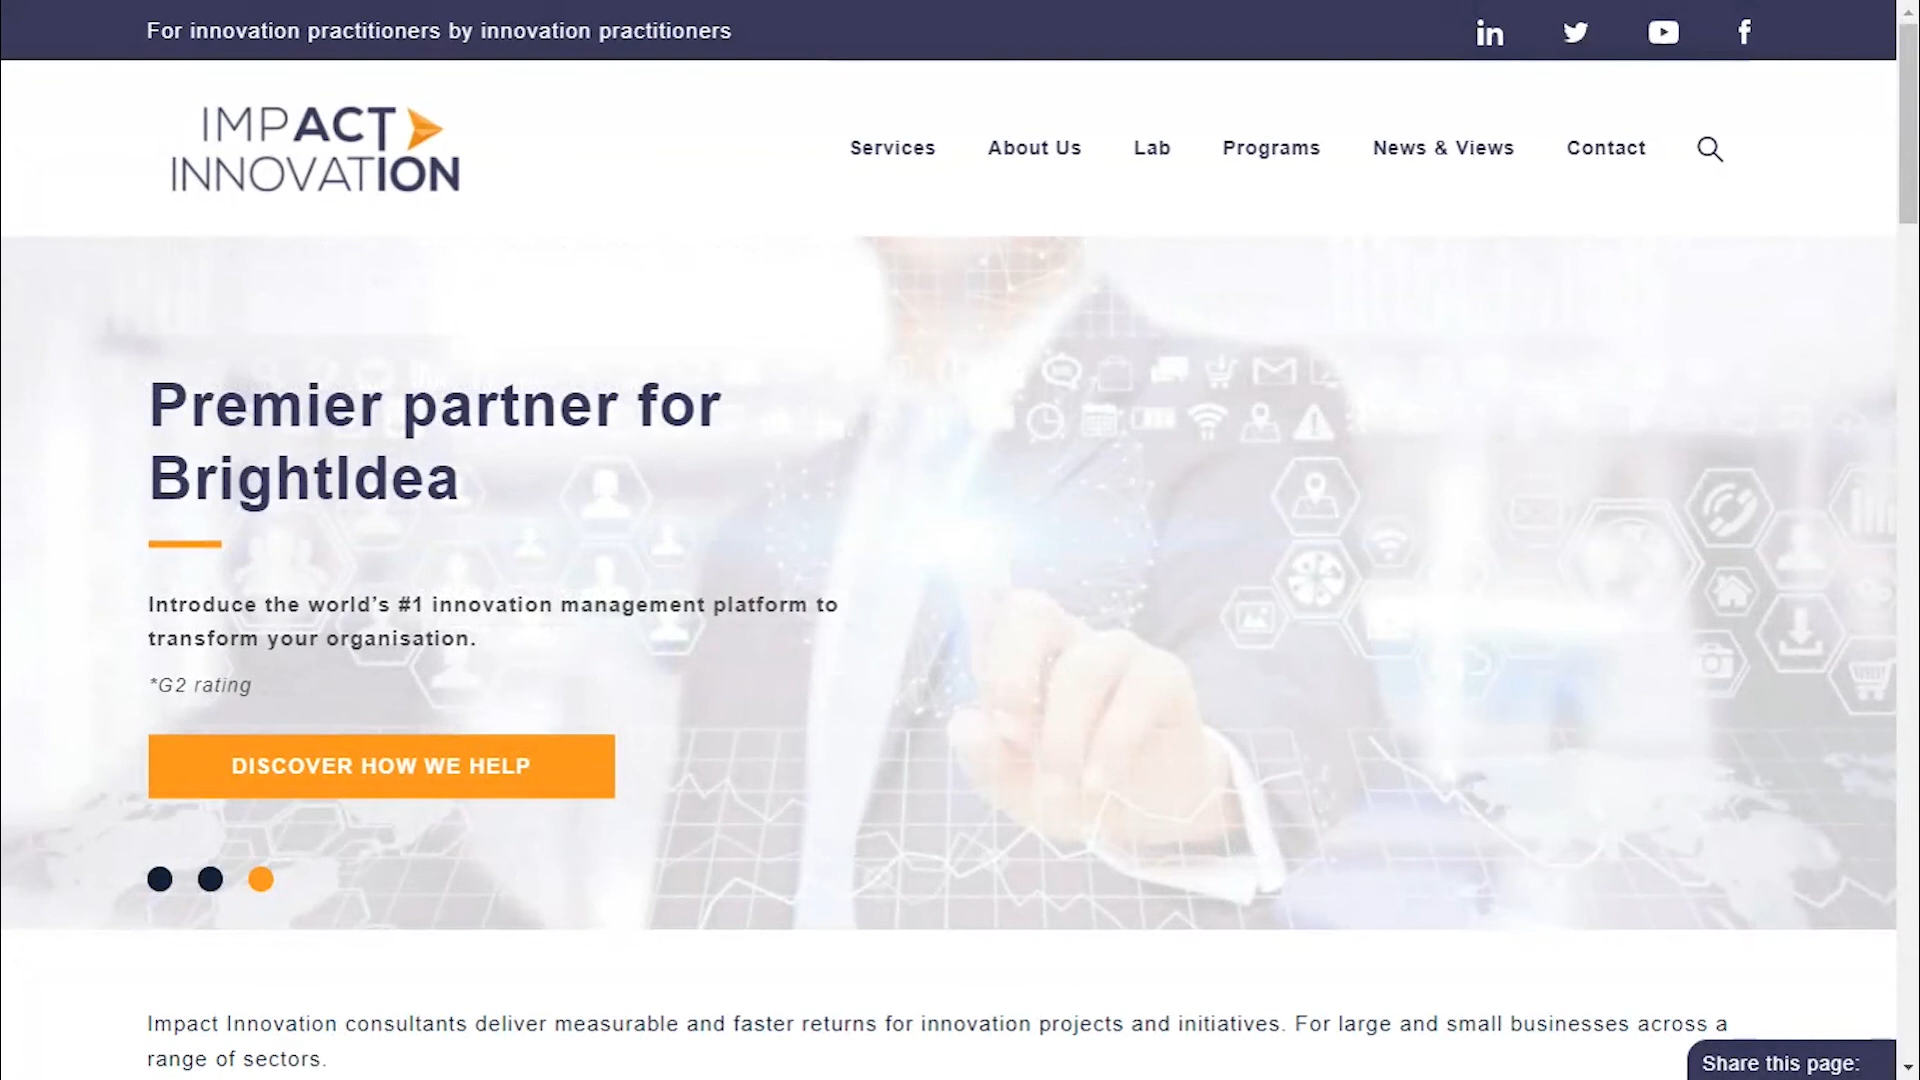 For innovation practitioners by innovation practitioners
IMPACT
INNOVATION
Services About Us Lab Programs News & Views Contact
Premier partner for
BrightIdea
Introduce the world’s #1 innovation management platform to
transform your organisation.
*G2 rating
DISCOVER HOW WE HELP
Impact Innovation consultants deliver measurable and faster returns for innovation projects and initiatives. For large and small businesses across a
range of sectors.
Share this page: